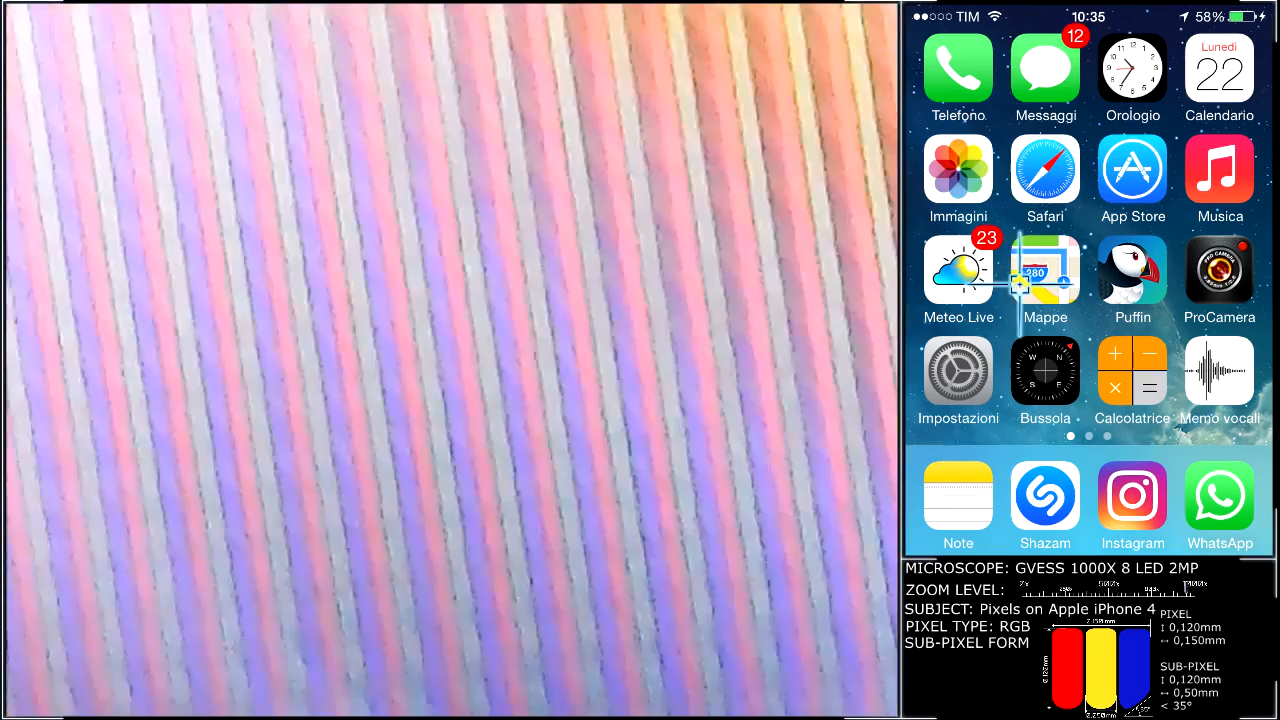 TIM 10:35 58%
12
Lunedì
22
Telefono Messaggi Orologio Calendario
Immagini Safari App Store Musica
23
280
PRO CAMERA
Meteo Live Mappe Puffin ProCamera
N
W
S E
Impostazioni Bussola Calcolatrice Memo vocali
Note Shazam Instagram WhatsApp
MICROSCOPE: GVESS 1000X 8 LED 2MP
ZOOM LEVEL:
SUBJECT: Pixels on Apple iPhone 4
PIXEL TYPE: RGB
SUB-PIXEL FORM
PIXEL
↕ 0,120mm
↔ 0,150mm
SUB-PIXEL
↕ 0,120mm
↔ 0,50mm
< 35°